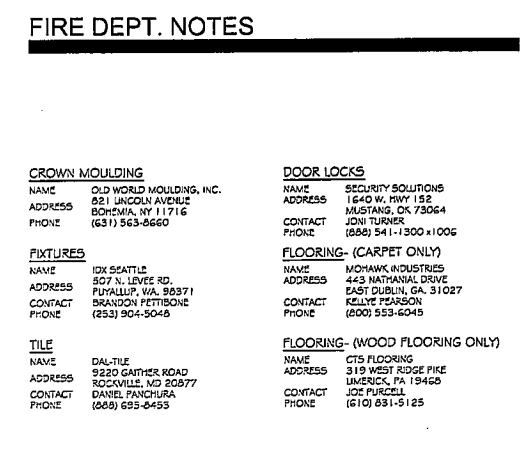 FIRE DEPT. NOTES
CROWN MOULDING
NAME OLD WORLD MOULDING, INC.
ADDRESS 821 LINCOLN AVENUE
BOHEMIA, NY 11716
PHONE (631) 563-8660
FIXTURES
NAME IDX SEATTLE
ADDRESS 507 N. LEVEE RD.
PUYALLUP, WA. 98371
CONTACT BRANDON PETTIBONE
PHONE (253) 904-5048
TILE
NAME DAL-TILE
ADDRESS 9220 GAITHER ROAD
ROCKVILLE, MD 20877
CONTACT DANIEL PANCHURA
PHONE (888) 695-8453
DOOR LOCKS
NAME SECURITY SOLUTIONS
ADDRESS 1640 W. HWY 152
MUSTANG, OK 73064
CONTACT JONI TURNER
PHONE (888) 541-1300 x1006
FLOORING- (CARPET ONLY)
NAME MOHAWK INDUSTRIES
ADDRESS 443 NATHANIAL DRIVE
EAST DUBLIN, GA. 31027
CONTACT KELLYE PEARSON
PHONE (800) 553-6045
FLOORING- (WOOD FLOORING ONLY)
NAME CTS FLOORING
ADDRESS 319 WEST RIDGE PIKE
LIMERICK, PA 19468
CONTACT JOE PURCELL
PHONE (610) 831-5125